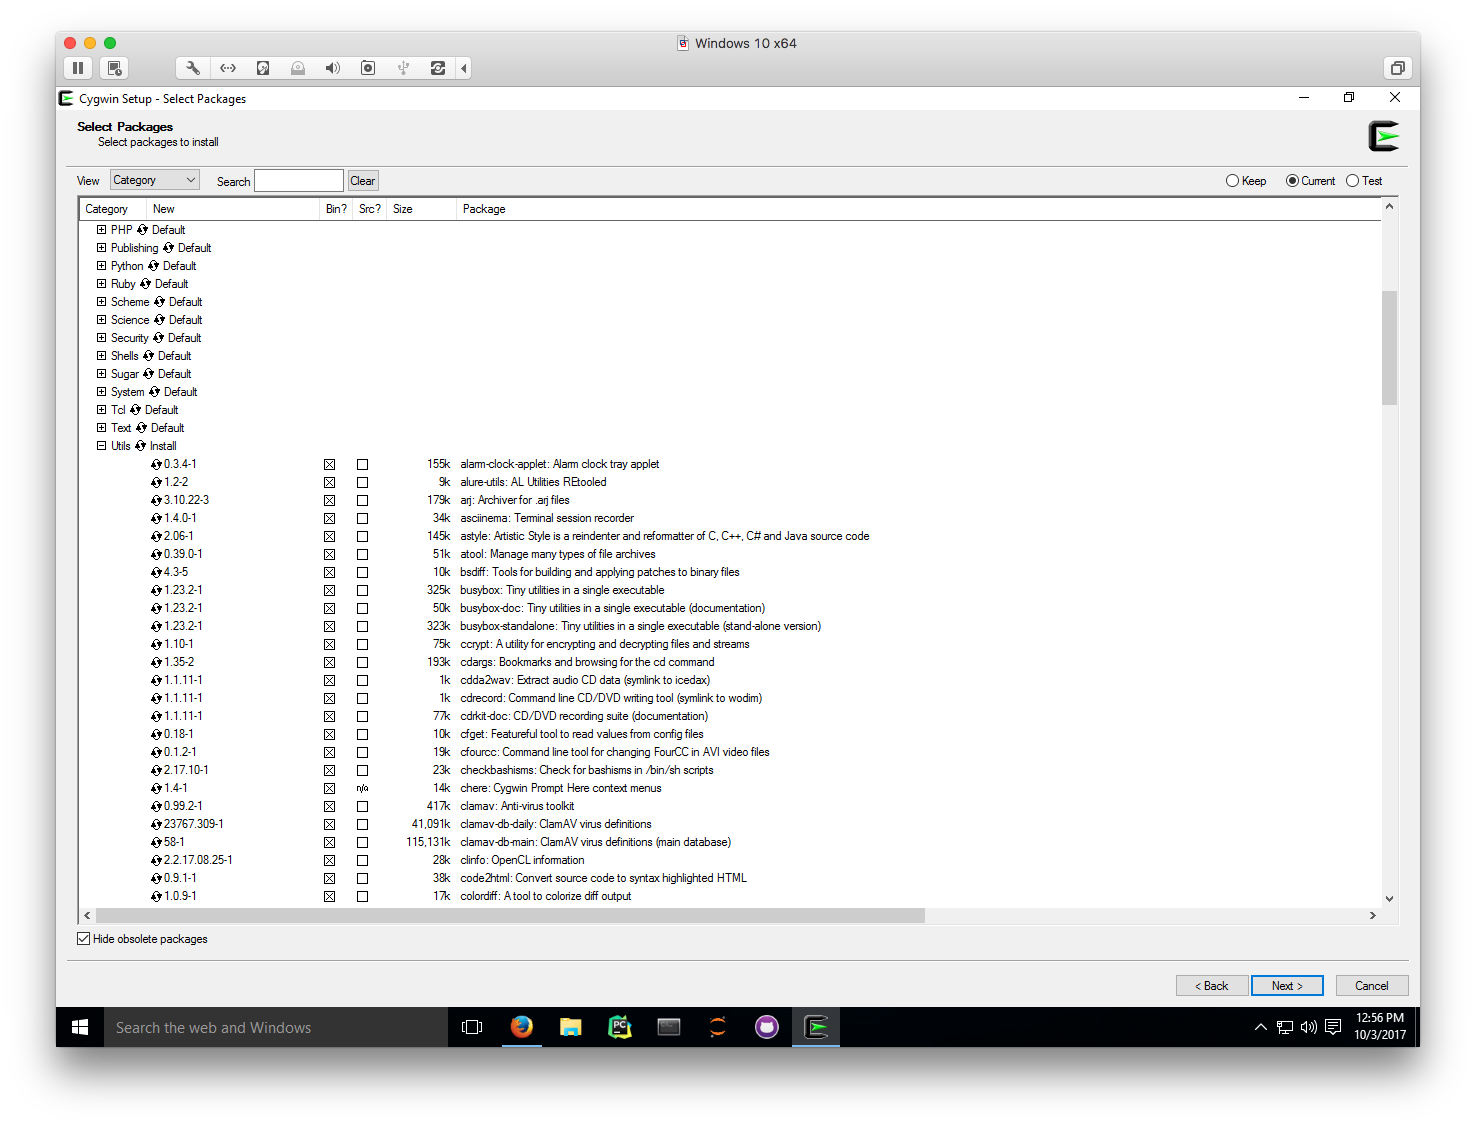 Windows 10 x64
Cygwin Setup - Select Packages
Select Packages
Select packages to install
View Category Search Clear Keep Current Test
Category New Bin? Src? Size Package
PHP Default
Publishing Default
Python Default
Ruby Default
Scheme Default
Science Default
Security Default
Shells Default
Sugar Default
System Default
Tcl Default
Text Default
Utils Install
0.3.4-1 155k alarm-clock-applet: Alarm clock tray applet
1.2-2 9k alure-utils: AL Utilities REtooled
3.10.22-3 179k arj: Archiver for .arj files
1.4.0-1 34k asciinema: Terminal session recorder
2.06-1 145k astyle: Artistic Style is a reindenter and reformatter of C, C++, C# and Java source code
0.39.0-1 51k atool: Manage many types of file archives
4.3-5 10k bsdiff: Tools for building and applying patches to binary files
1.23.2-1 325k busybox: Tiny utilities in a single executable
1.23.2-1 50k busybox-doc: Tiny utilities in a single executable (documentation)
1.23.2-1 323k busybox-standalone: Tiny utilities in a single executable (stand-alone version)
1.10-1 75k ccrypt: A utility for encrypting and decrypting files and streams
1.35-2 193k cdargs: Bookmarks and browsing for the cd command
1.1.11-1 1k cdda2wav: Extract audio CD data (symlink to icedax)
1.1.11-1 1k cdrecord: Command line CD/DVD writing tool (symlink to wodim)
1.1.11-1 77k cdrkit-doc: CD/DVD recording suite (documentation)
0.18-1 10k cfget: Featureful tool to read values from config files
0.1.2-1 19k cfourcc: Command line tool for changing FourCC in AVI video files
2.17.10-1 23k checkbashisms: Check for bashisms in /bin/sh scripts
1.4-1 n/a 14k chere: Cygwin Prompt Here context menus
0.99.2-1 417k clamav: Anti-virus toolkit
23767.309-1 41,091k clamav-db-daily: ClamAV virus definitions
58-1 115,131k clamav-db-main: ClamAV virus definitions (main database)
2.2.17.08.25-1 28k clinfo: OpenCL information
0.9.1-1 38k code2html: Convert source code to syntax highlighted HTML
1.0.9-1 17k colordiff: A tool to colorize diff output
Hide obsolete packages
< Back Next > Cancel
Search the web and Windows
PC
12:56 PM
10/3/2017